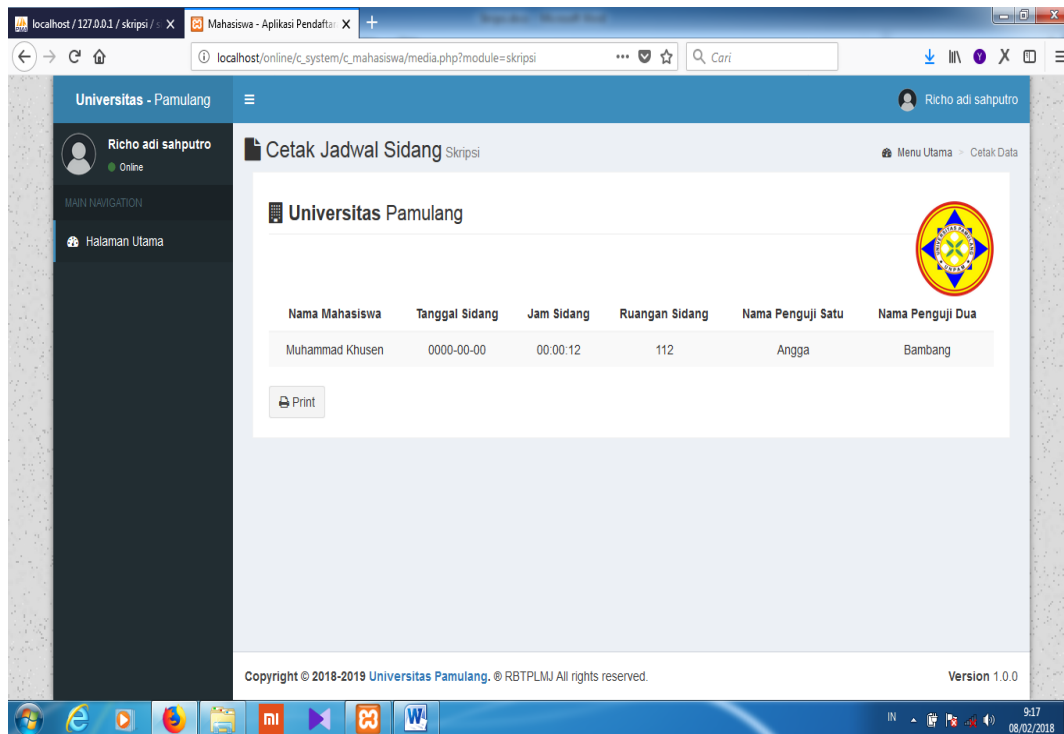 localhost / 127.0.0.1 / skripsi / s
Mahasiswa - Aplikasi Pendaftar
localhost/online/c_system/c_mahasiswa/media.php?module=skripsi
Cari
Universitas - Pamulang
Richo adi sahputro
Richo adi sahputro
Online
Cetak Jadwal Sidang Skripsi
Menu Utama > Cetak Data
MAIN NAVIGATION
Halaman Utama
Universitas Pamulang
UNIVERSITAS PAMULANG
UNPAM
Nama Mahasiswa Tanggal Sidang Jam Sidang Ruangan Sidang Nama Penguji Satu Nama Penguji Dua
Muhammad Khusen 0000-00-00 00:00:12 112 Angga Bambang
Print
Copyright © 2018-2019 Universitas Pamulang. ® RBTPLMJ All rights reserved.
Version 1.0.0
IN
9:17
08/02/2018